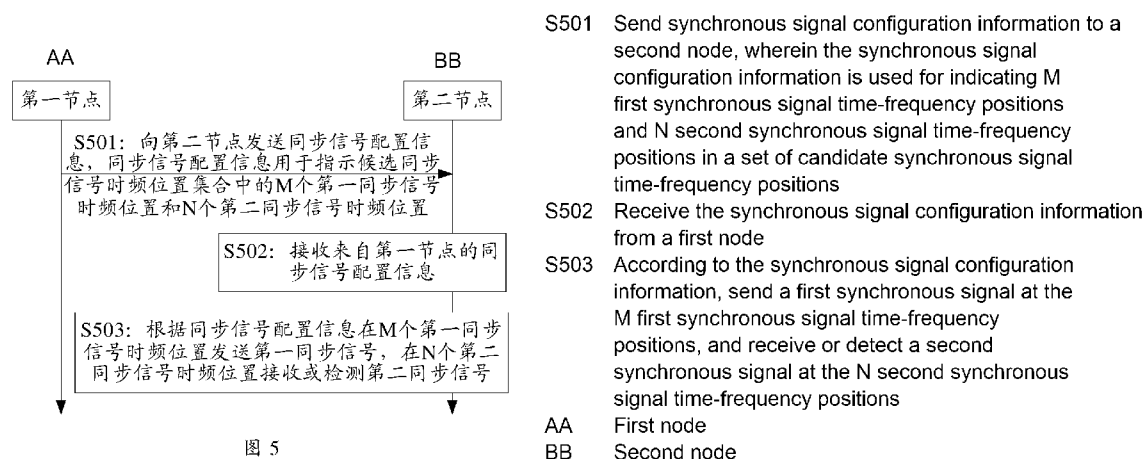 AA
BB
第一节点
第二节点
S501: 向第二节点发送同步信号配置信
息，同步信号配置信息用于指示候选同步
信号时频位置集合中的M个第一同步信号
时频位置和N个第二同步信号时频位置
S502: 接收来自第一节点的同
步信号配置信息
S503: 根据同步信号配置信息在M个第一同步
信号时频位置发送第一同步信号，在N个第二
同步信号时频位置接收或检测第二同步信号
图 5
S501 Send synchronous signal configuration information to a
second node, wherein the synchronous signal
configuration information is used for indicating M
first synchronous signal time-frequency positions
and N second synchronous signal time-frequency
positions in a set of candidate synchronous signal
time-frequency positions
S502 Receive the synchronous signal configuration information
from a first node
S503 According to the synchronous signal configuration
information, send a first synchronous signal at the
M first synchronous signal time-frequency
positions, and receive or detect a second
synchronous signal at the N second synchronous
signal time-frequency positions
AA First node
BB Second node